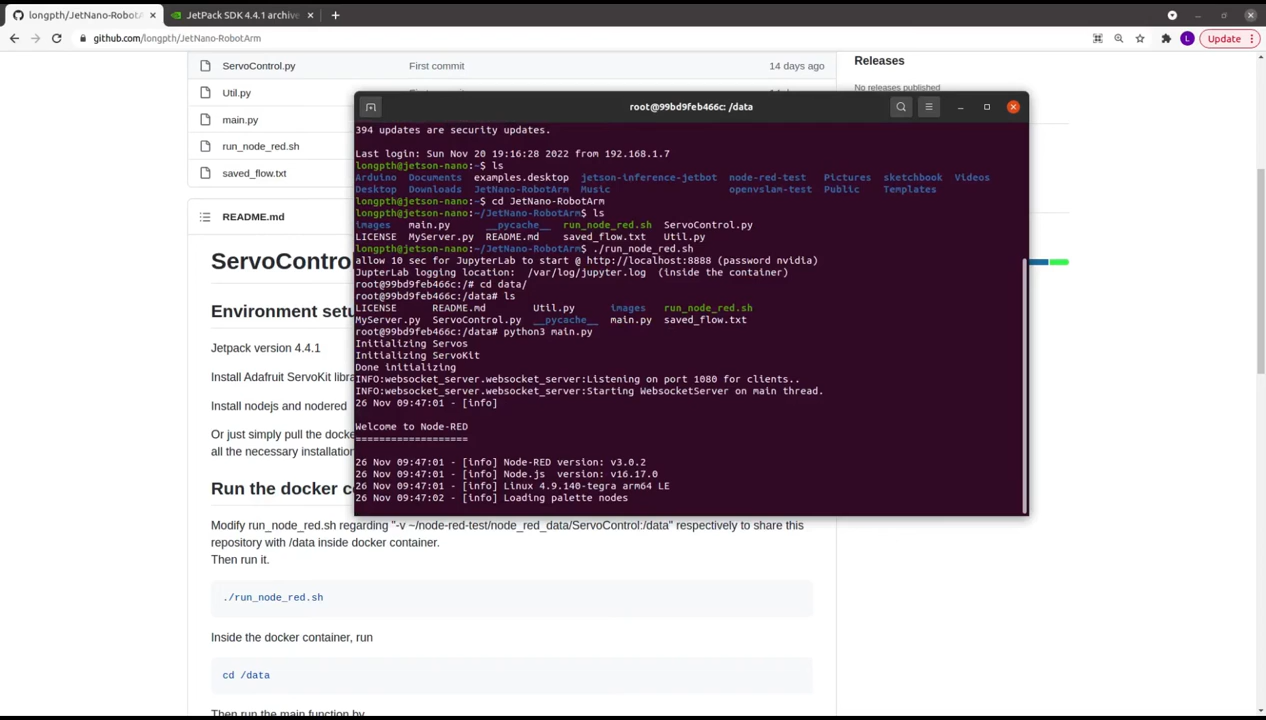 longpth/JetNano-RobotA
JetPack SDK 4.4.1 archive
github.com/longpth/JetNano-RobotArm
L
Update
ServoControl.py First commit 14 days ago
Util.py
main.py
run_node_red.sh
saved_flow.txt
Releases
No releases published
README.md
ServoContro
Environment setu
Jetpack version 4.4.1
Install Adafruit ServoKit libra
Install nodejs and nodered
Or just simply pull the docke
all the necessary installation
Run the docker co
Modify run_node_red.sh regarding "-v ~/node-red-test/node_red_data/ServoControl:/data" respectively to share this
repository with /data inside docker container.
Then run it.
./run_node_red.sh
Inside the docker container, run
cd /data
Then run the main function by
root@99bd9feb466c: /data
394 updates are security updates.
Last login: Sun Nov 20 19:16:28 2022 from 192.168.1.7
longpth@jetson-nano:~$ ls
Arduino Documents examples.desktop jetson-inference-jetbot node-red-test Pictures sketchbook Videos
Desktop Downloads JetNano-RobotArm Music openvslam-test Public Templates
longpth@jetson-nano:~$ cd JetNano-RobotArm
longpth@jetson-nano:~/JetNano-RobotArm$ ls
images main.py __pycache__ run_node_red.sh ServoControl.py
LICENSE MyServer.py README.md saved_flow.txt Util.py
longpth@jetson-nano:~/JetNano-RobotArm$ ./run_node_red.sh
allow 10 sec for JupyterLab to start @ http://localhost:8888 (password nvidia)
JupterLab logging location: /var/log/jupyter.log (inside the container)
root@99bd9feb466c:/# cd data/
root@99bd9feb466c:/data# ls
LICENSE README.md Util.py images run_node_red.sh
MyServer.py ServoControl.py __pycache__ main.py saved_flow.txt
root@99bd9feb466c:/data# python3 main.py
Initializing Servos
Initializing ServoKit
Done initializing
INFO:websocket_server.websocket_server:Listening on port 1080 for clients..
INFO:websocket_server.websocket_server:Starting WebsocketServer on main thread.
26 Nov 09:47:01 - [info]
Welcome to Node-RED
===================
26 Nov 09:47:01 - [info] Node-RED version: v3.0.2
26 Nov 09:47:01 - [info] Node.js version: v16.17.0
26 Nov 09:47:01 - [info] Linux 4.9.140-tegra arm64 LE
26 Nov 09:47:02 - [info] Loading palette nodes